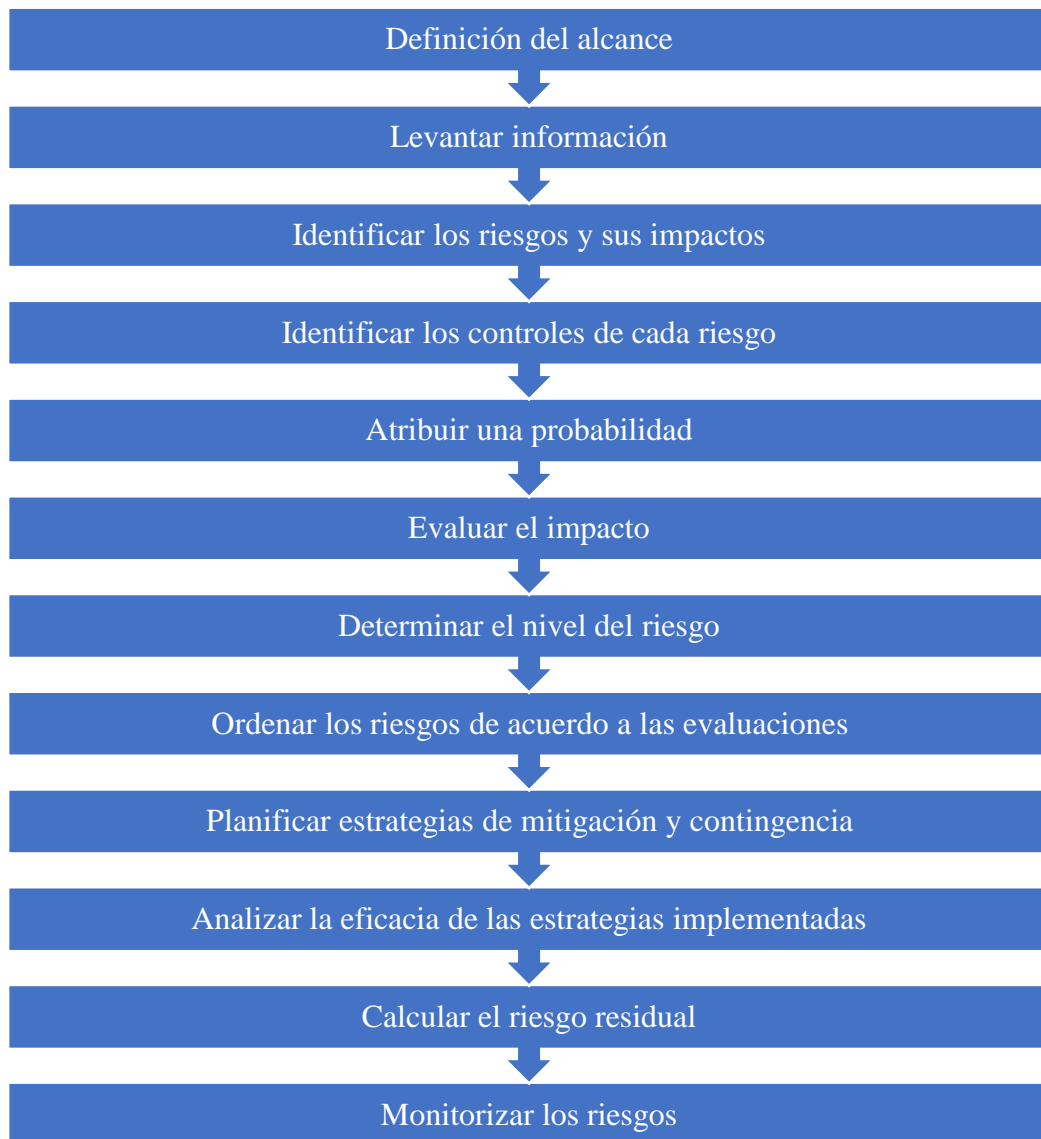 Definición del alcance
Levantar información
Identificar los riesgos y sus impactos
Identificar los controles de cada riesgo
Atribuir una probabilidad
Evaluar el impacto
Determinar el nivel del riesgo
Ordenar los riesgos de acuerdo a las evaluaciones
Planificar estrategias de mitigación y contingencia
Analizar la eficacia de las estrategias implementadas
Calcular el riesgo residual
Monitorizar los riesgos